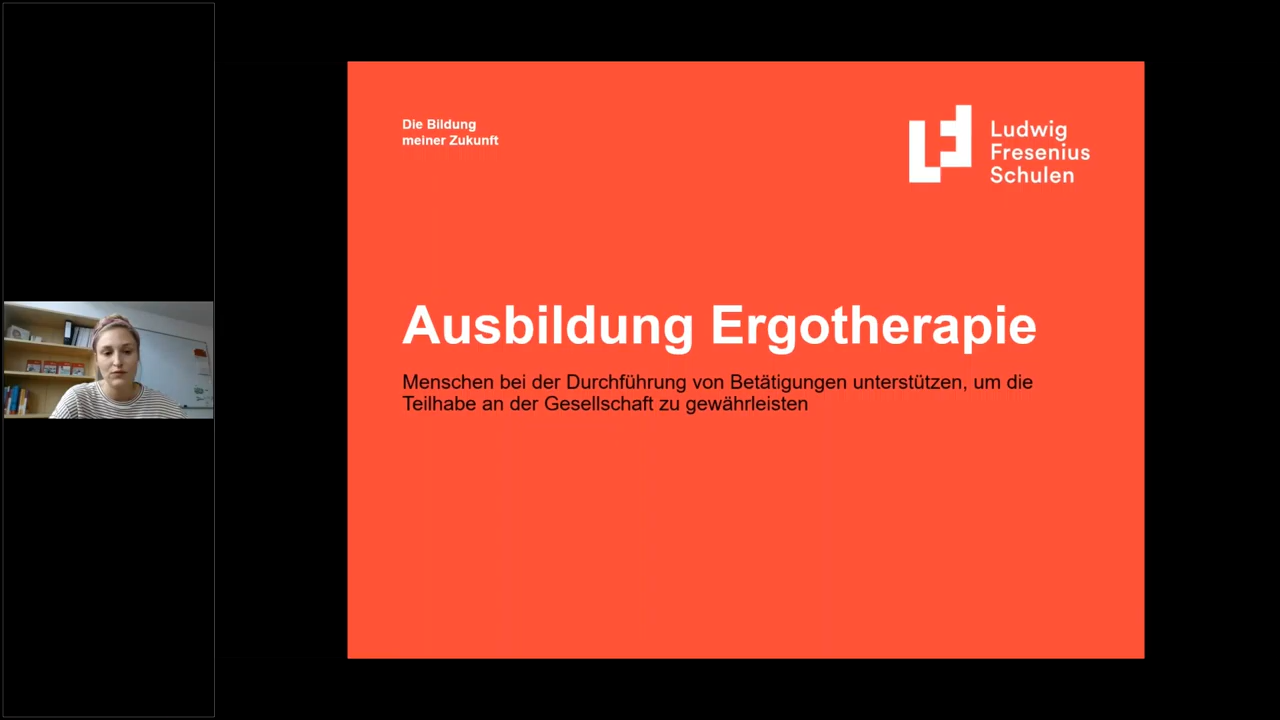 Die Bildung
meiner Zukunft
Ludwig
Fresenius
Schulen
Ausbildung Ergotherapie
Menschen bei der Durchführung von Betätigungen unterstützen, um die
Teilhabe an der Gesellschaft zu gewährleisten